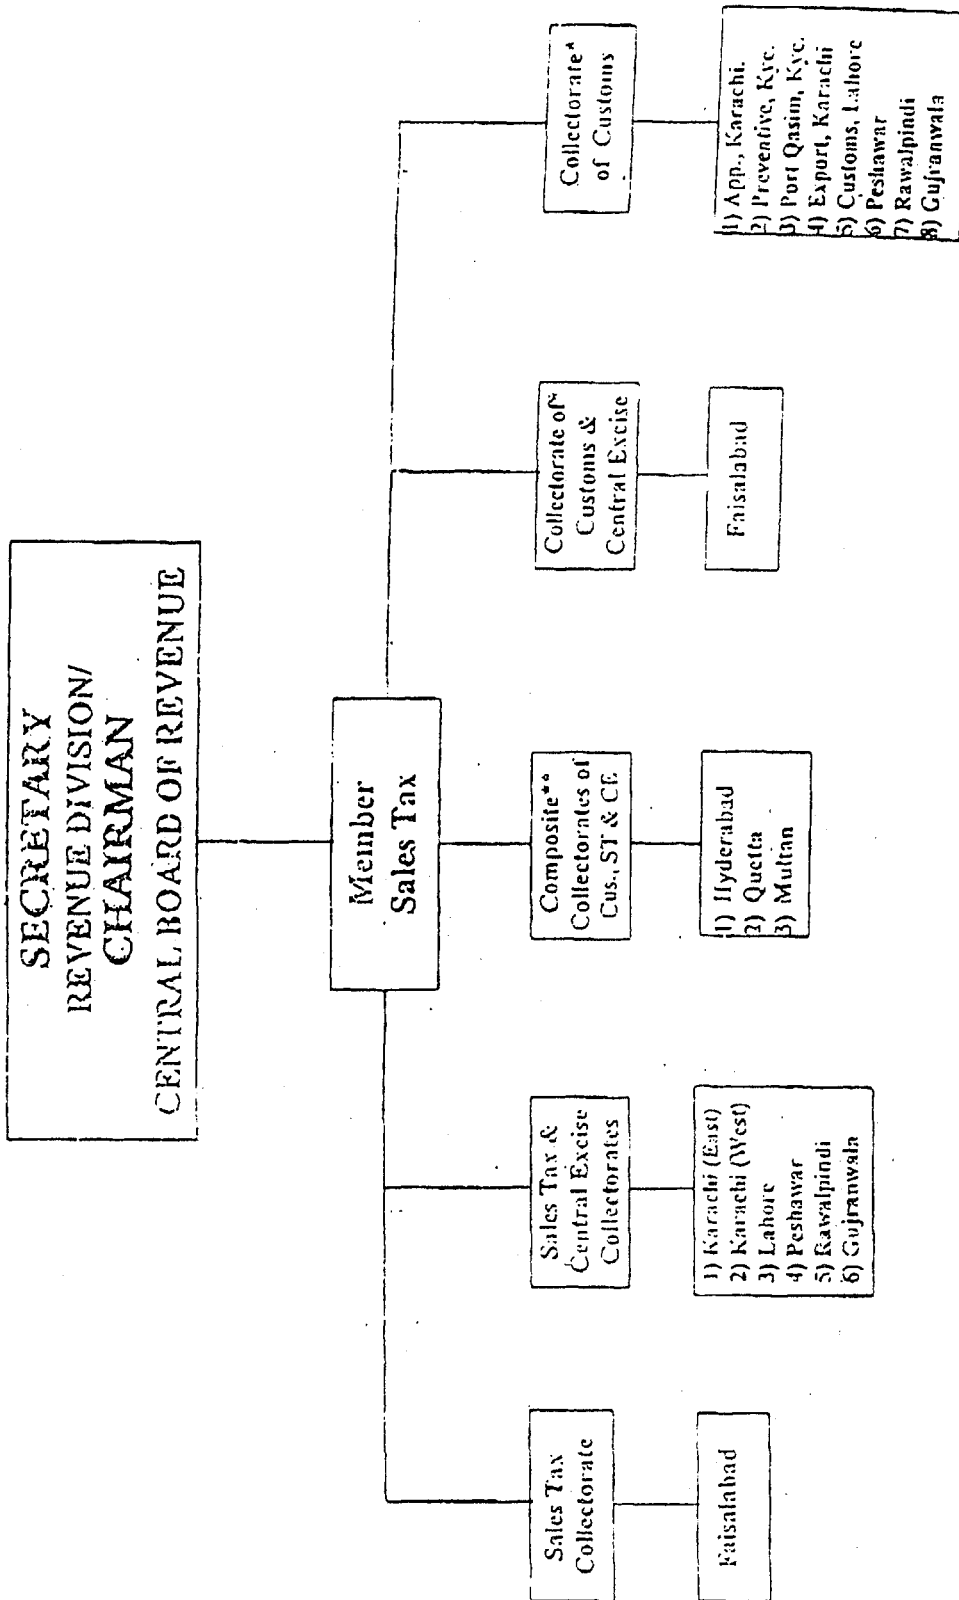 SECRETARY
REVENUE DIVISION/
CHAIRMAN
CENTRAL BOARD OF REVENUE
Member
Sales Tax
Sales Tax
Collectorate
Sales Tax &
Central Excise
Collectorates
Composite**
Collectorates of
Cus., ST & CE
Collectorate of*
Customs &
Central Excise
Collectorate*
of Customs
Faisalabad
1) Karachi (East)
2) Karachi (West)
3) Lahore
4) Peshawar
5) Rawalpindi
6) Gujranwala
1) Hyderabad
2) Quetta
3) Multan
Faisalabad
1) App., Karachi.
2) Preventive, Kyc.
3) Port Qasim, Kyc.
4) Export, Karachi
5) Customs, Lahore
6) Peshawar
7) Rawalpindi
8) Gujranwala